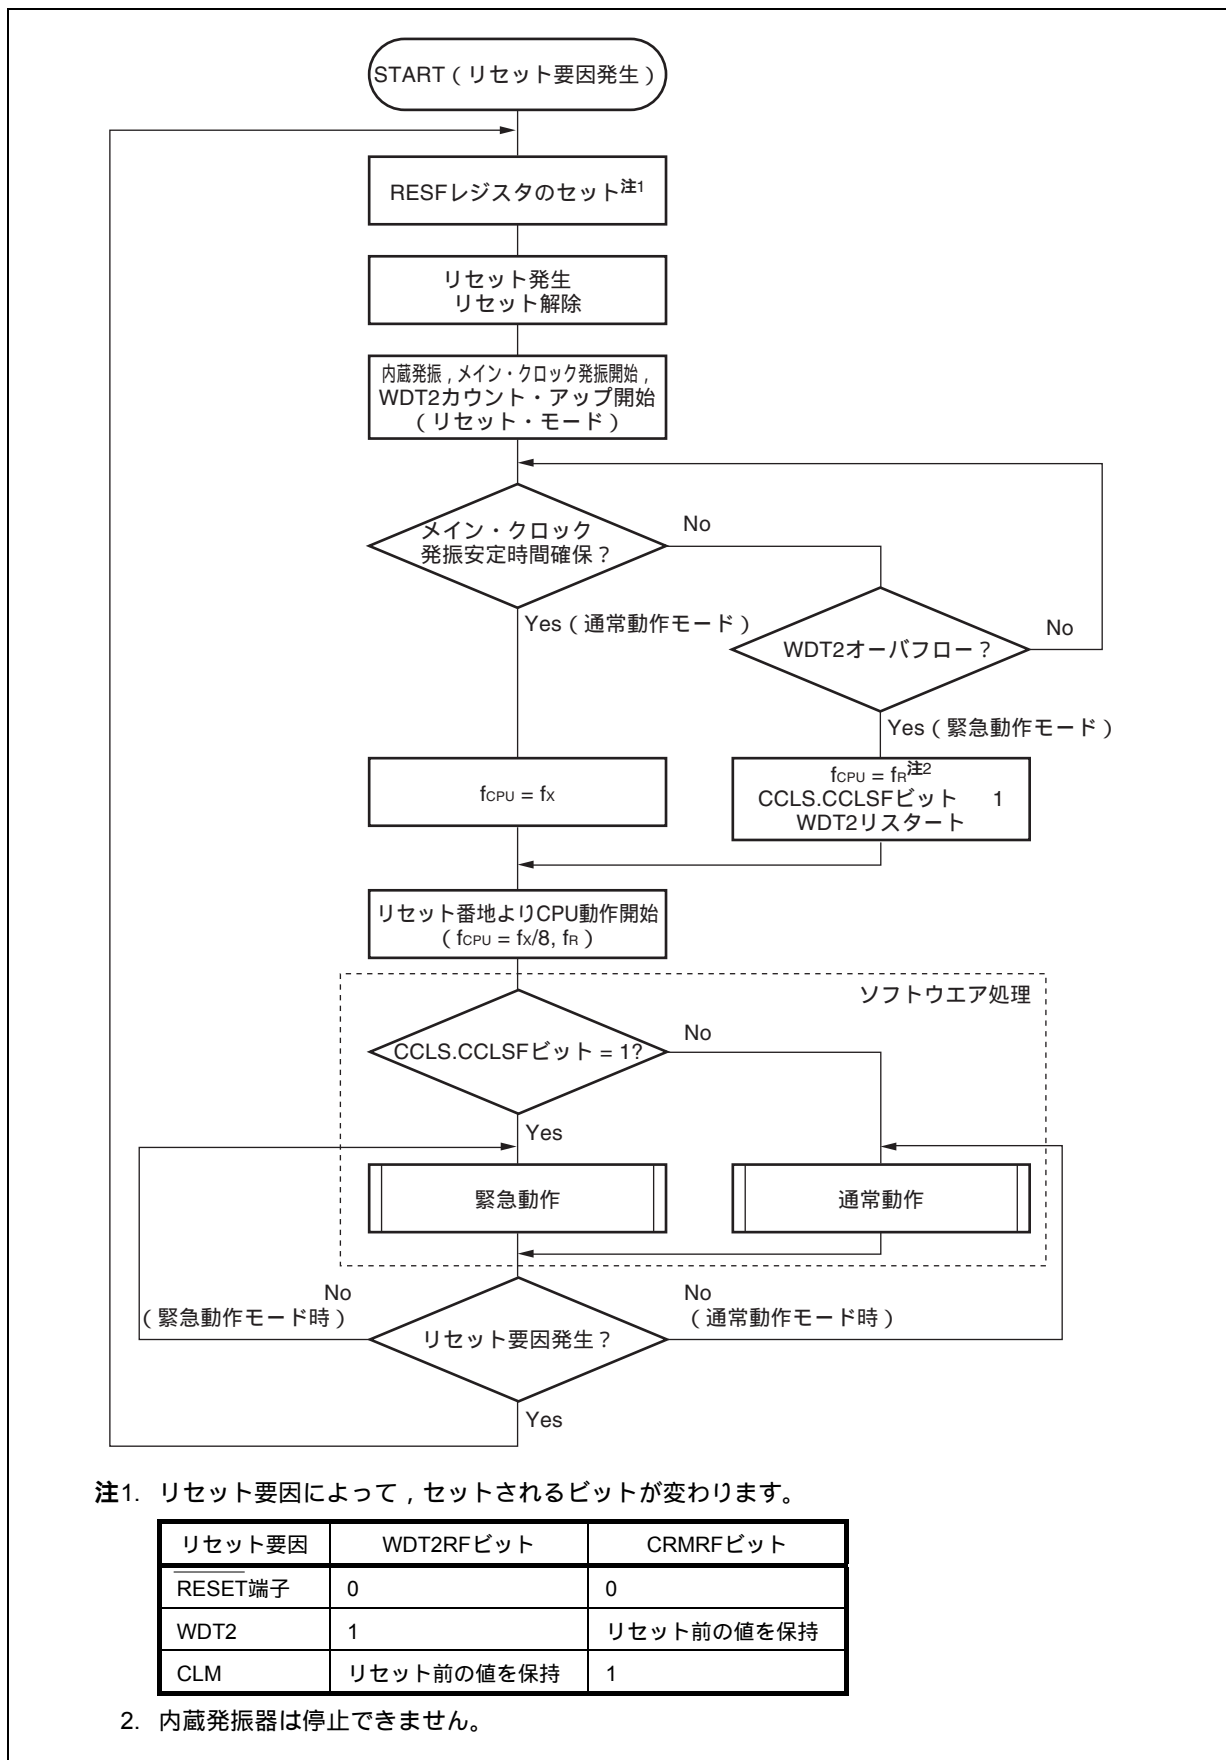 START（リセット要因発生）
RESFレジスタのセット注1
リセット発生
リセット解除
内蔵発振，メイン・クロック発振開始，
WDT2カウント・アップ開始
（リセット・モード）
メイン・クロック
発振安定時間確保？
No
Yes（通常動作モード）
WDT2オーバフロー？
No
Yes（緊急動作モード）
fCPU = fX
fCPU = fR注2
CCLS.CCLSFビット　1
WDT2リスタート
リセット番地よりCPU動作開始
（fCPU = fX/8, fR）
ソフトウエア処理
CCLS.CCLSFビット = 1?
No
Yes
緊急動作
通常動作
No
（緊急動作モード時）
No
（通常動作モード時）
リセット要因発生？
Yes
注1. リセット要因によって，セットされるビットが変わります。
リセット要因 WDT2RFビット CRMRFビット
RESET端子 0 0
WDT2 1 リセット前の値を保持
CLM リセット前の値を保持 1
2. 内蔵発振器は停止できません。